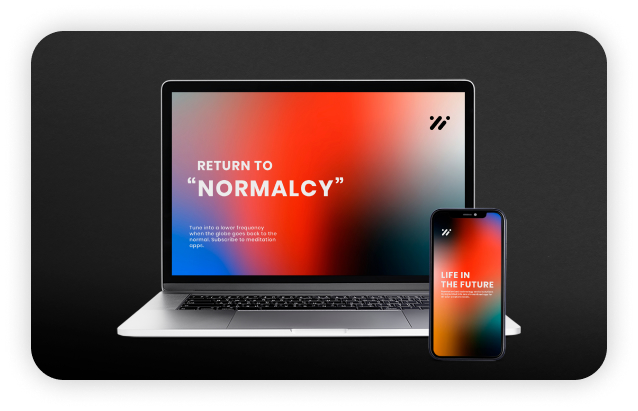 RETURN TO
“NORMALCY”
Tune into a lower frequency
when the globe goes back to the
normal. Subscribe to meditation
apps.
LIFE IN
THE FUTURE